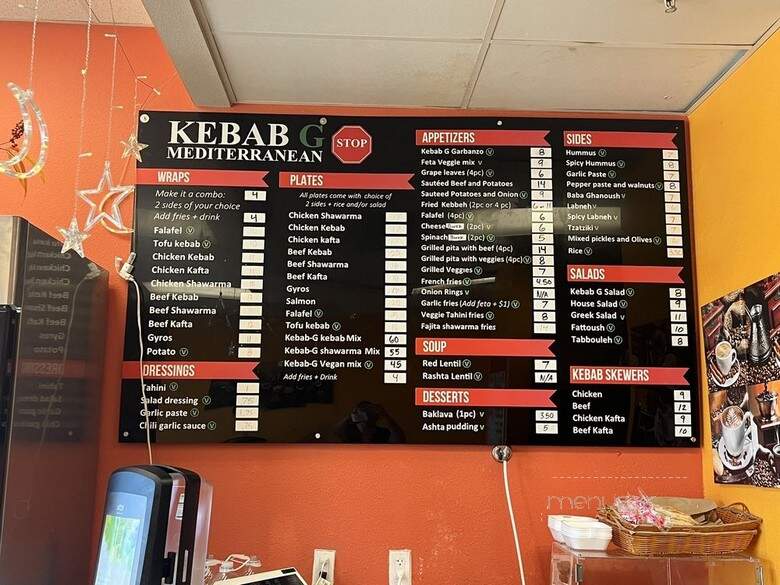 KEBAB G
MEDITERRANEAN
STOP
WRAPS
Make it a combo: 4
2 sides of your choice
Add fries + drink 4
Falafel V
Tofu kebab V
Chicken Kebab
Chicken Kafta
Chicken Shawarma
Beef Kebab
Beef Shawarma
Beef Kafta
Gyros
Potato V
DRESSINGS
Tahini V
Salad dressing V
Garlic paste V
Chili garlic sauce V
PLATES
All plates come with choice of
2 sides + rice and/or salad
Chicken Shawarma
Chicken Kebab
Chicken kafta
Beef Kebab
Beef Shawarma
Beef Kafta
Gyros
Salmon
Falafel V
Tofu kebab V
Kebab-G kebab Mix 60
Kebab-G shawarma Mix 55
Kebab-G Vegan mix V 45
Add fries + Drink 4
APPETIZERS
Kebab G Garbanzo V 8
Feta Veggie mix V 9
Grape leaves (4pc) V 6
Sautéed Beef and Potatoes 14
Sauteed Potatoes and Onion V 9
Fried Kebbeh (2pc or 4 pc)
Falafel (4pc) V 6
Cheese (2pc) V 6
Spinach (2pc) V 5
Grilled pita with beef (4pc) 14
Grilled pita with veggies (4pc) V 8
Grilled Veggies V 7
French fries V 4.50
Onion Rings V N/A
Garlic fries (Add feta + $1) V 7
Veggie Tahini fries V 8
Fajita shawarma fries
SOUP
Red Lentil V 7
Rashta Lentil V N/A
DESSERTS
Baklava (1pc) V 3.50
Ashta pudding V 5
SIDES
Hummus V 7
Spicy Hummus V 8
Garlic Paste V 7
Pepper paste and walnuts V 8
Baba Ghanoush V
Labneh V
Spicy Labneh V
Tzatziki V
Mixed pickles and Olives V
Rice V
SALADS
Kebab G Salad V 8
House Salad V 9
Greek Salad V 11
Fattoush V 10
Tabbouleh V 8
KEBAB SKEWERS
Chicken 9
Beef 12
Chicken Kafta 9
Beef Kafta 10